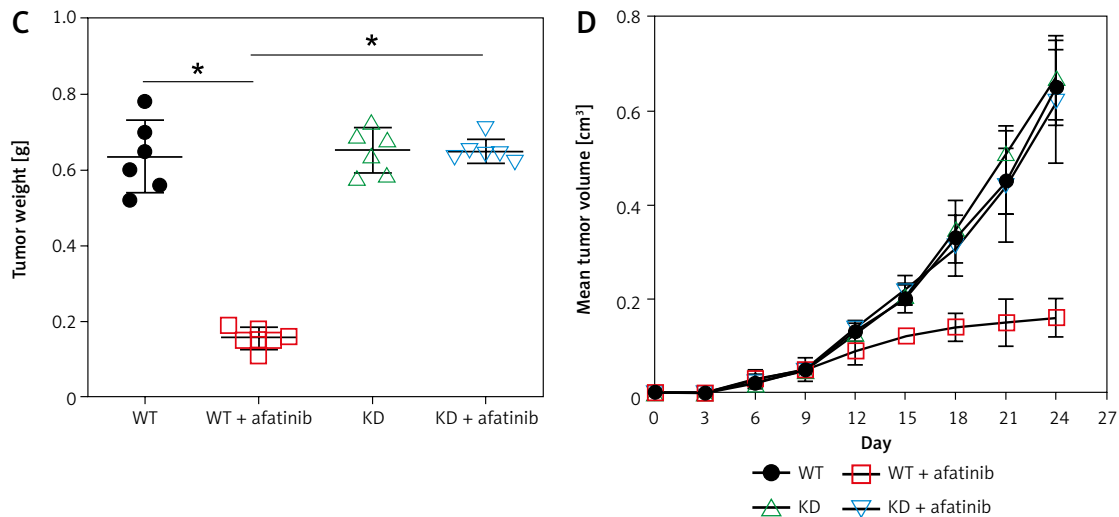 C
Tumor weight [g]
1.0
0.8
0.6
0.4
0.2
0
*
*
WT
WT + afatinib
KD
KD + afatinib
D
Mean tumor volume [cm³]
0.8
0.6
0.4
0.2
0
0 3 6 9 12 15 18 21 24 27
Day
WT
WT + afatinib
KD
KD + afatinib